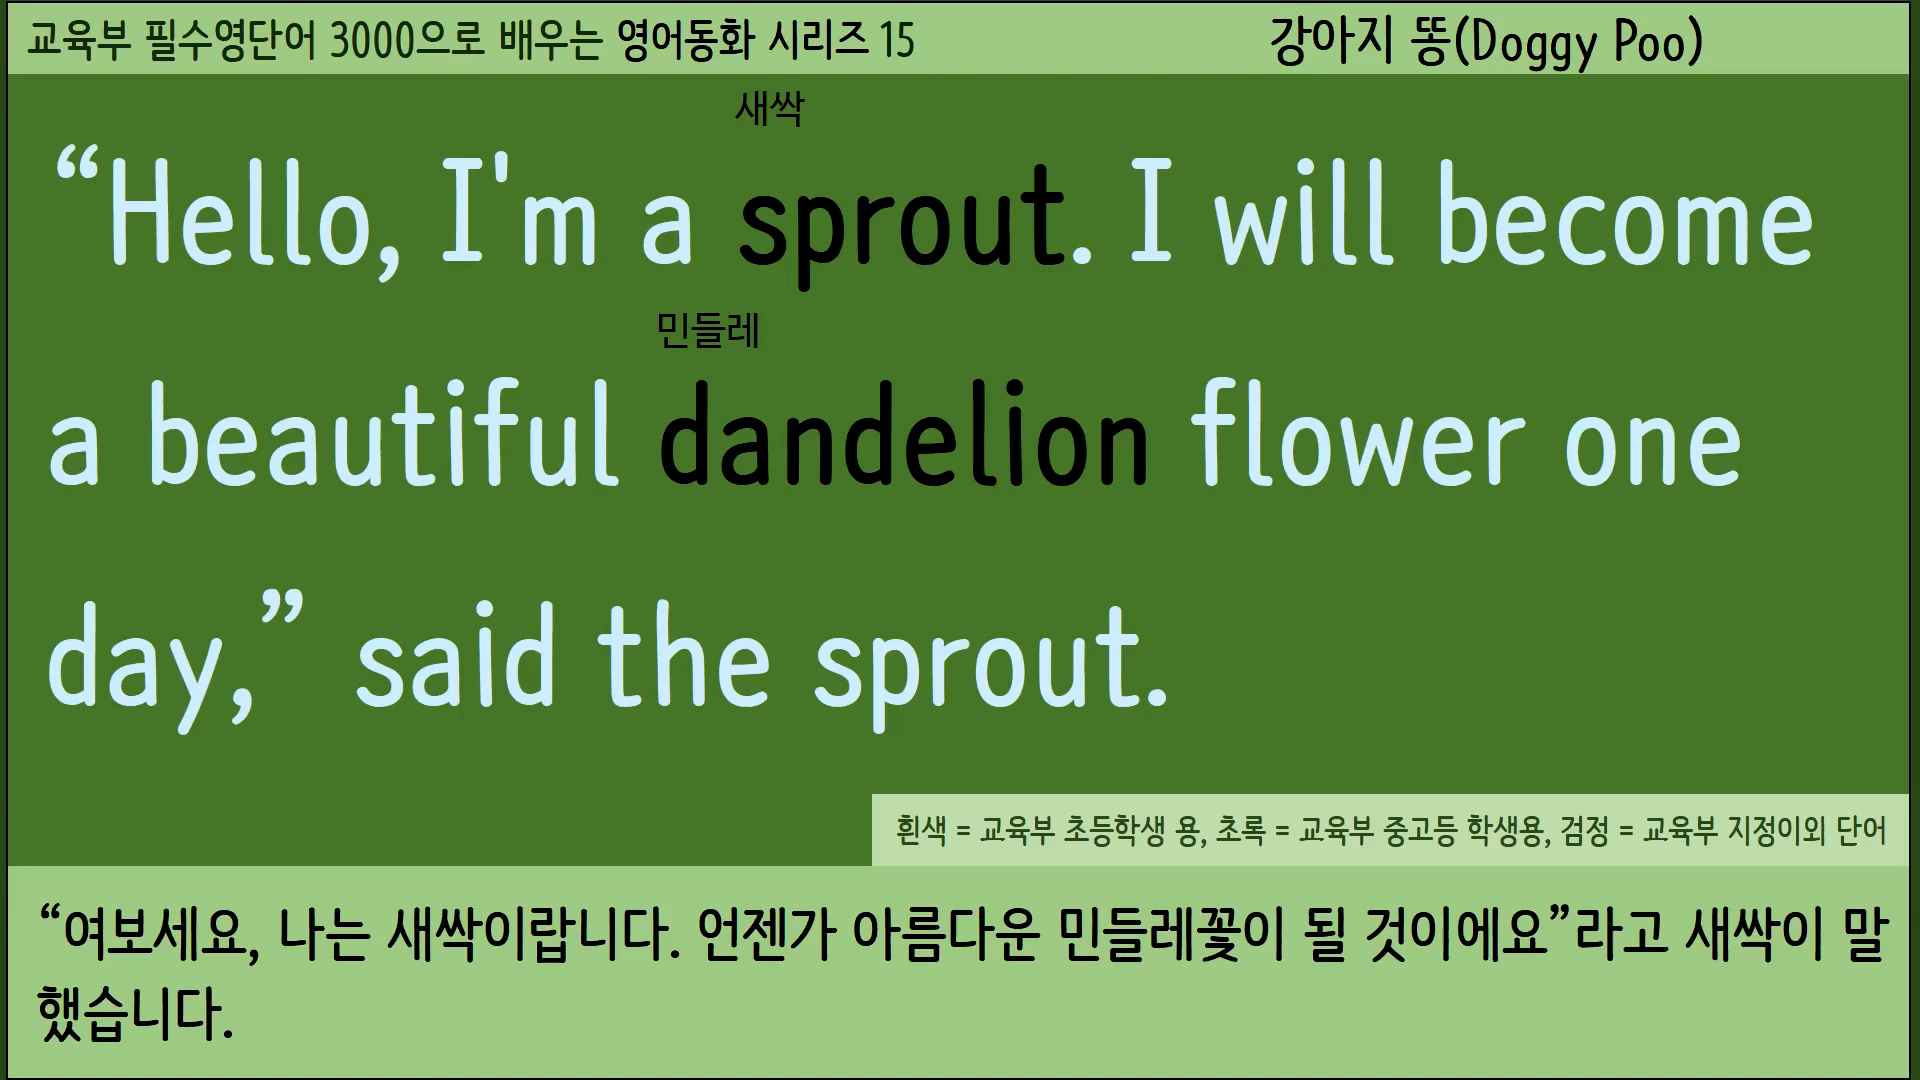 교육부 필수영단어 3000으로 배우는 영어동화 시리즈 15
강아지 똥(Doggy Poo)
새싹
“Hello, I'm a sprout. I will become
민들레
a beautiful dandelion flower one
day,” said the sprout.
흰색 = 교육부 초등학생 용, 초록 = 교육부 중고등 학생용, 검정 = 교육부 지정이외 단어
“여보세요, 나는 새싹이랍니다. 언젠가 아름다운 민들레꽃이 될 것이에요”라고 새싹이 말
했습니다.